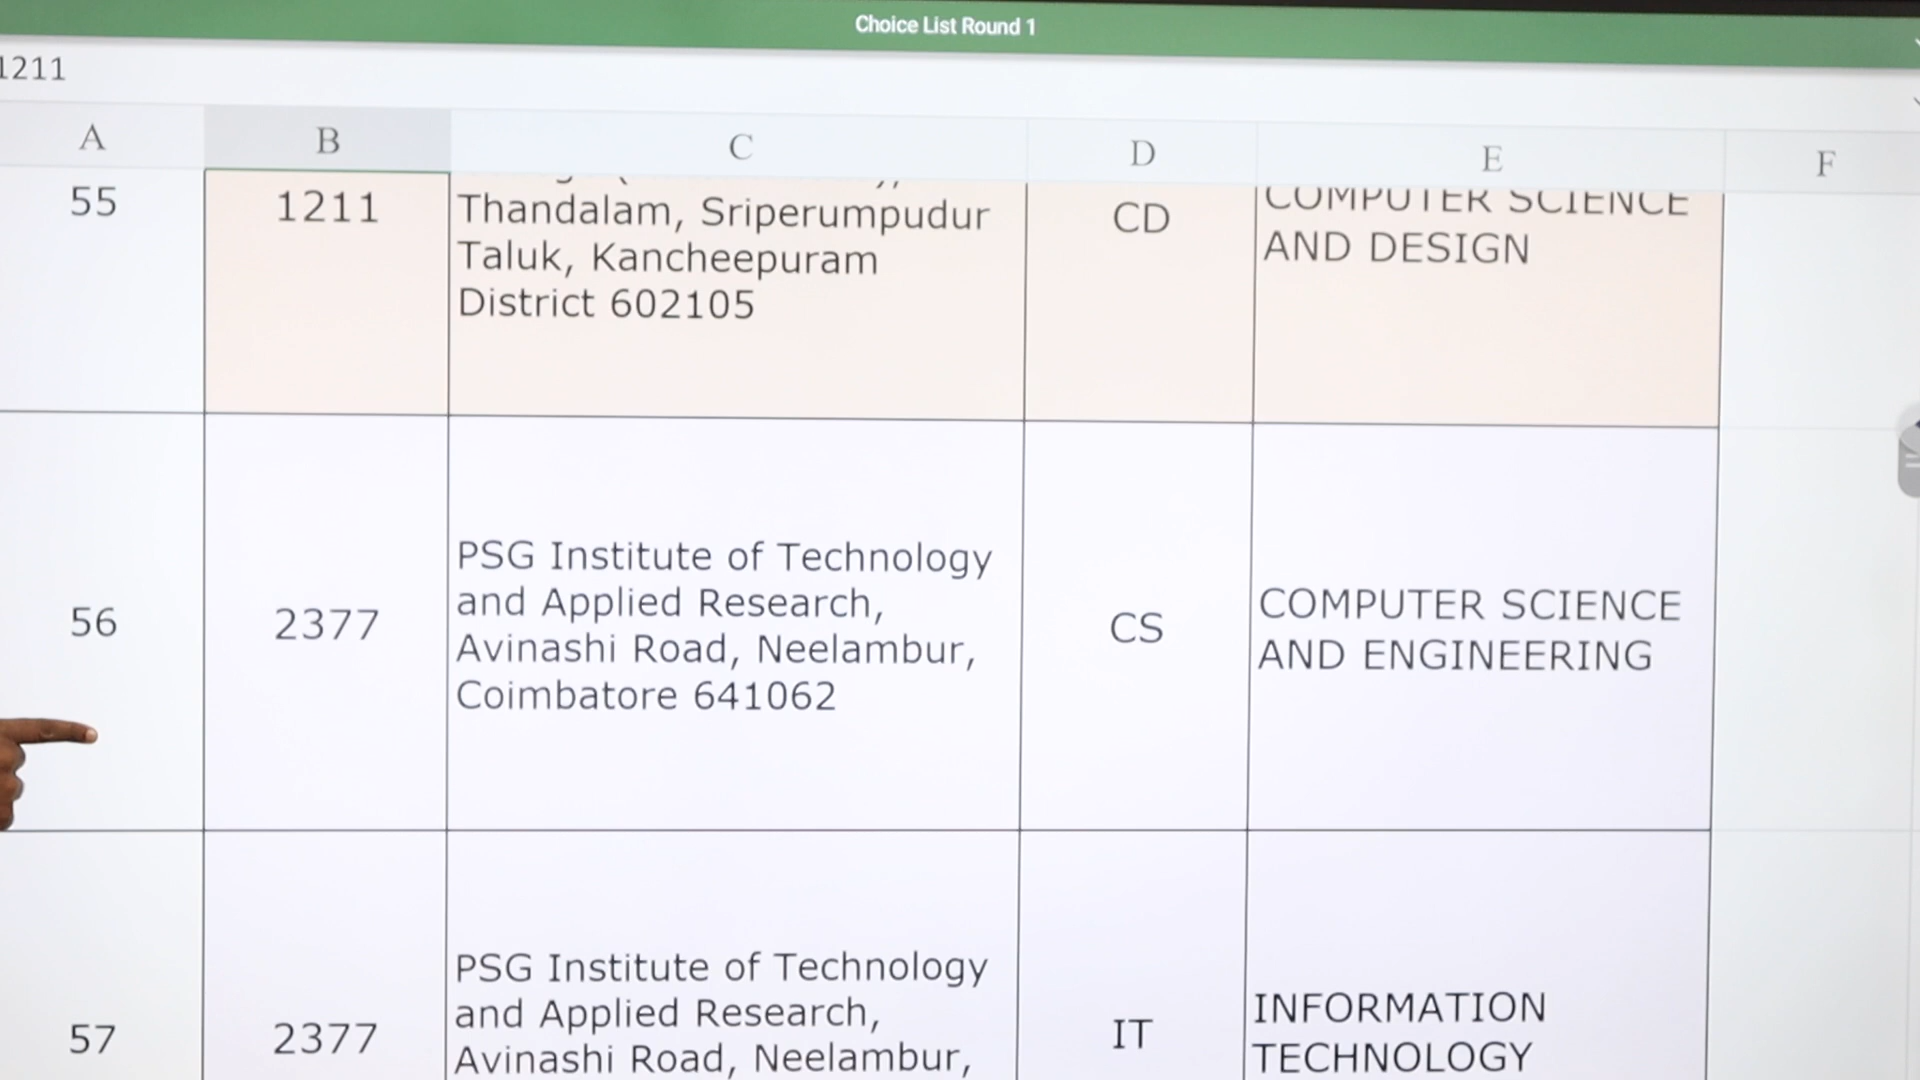 Choice List Round 1
1211
A B C D E F
55
1211
Thandalam, Sriperumpudur
Taluk, Kancheepuram
District 602105
CD
COMPUTER SCIENCE
AND DESIGN
56
2377
PSG Institute of Technology
and Applied Research,
Avinashi Road, Neelambur,
Coimbatore 641062
CS
COMPUTER SCIENCE
AND ENGINEERING
57
2377
PSG Institute of Technology
and Applied Research,
Avinashi Road, Neelambur,
IT
INFORMATION
TECHNOLOGY